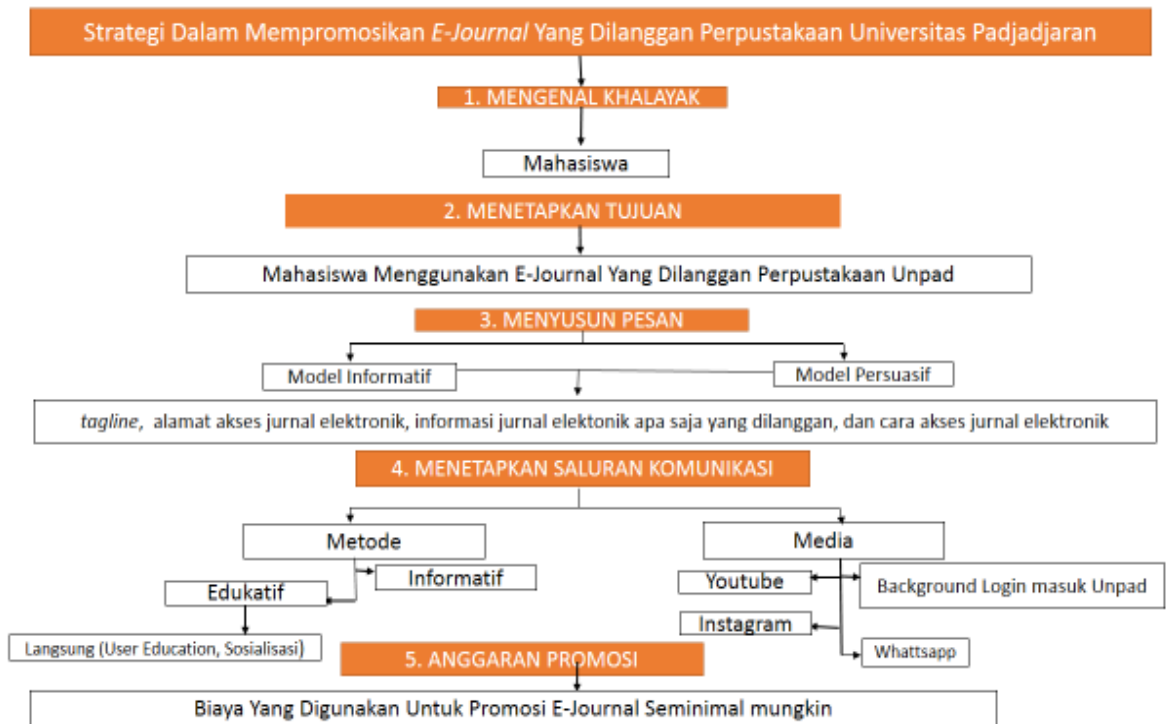 Strategi Dalam Mempromosikan E-Journal Yang Dilanggan Perpustakaan Universitas Padjadjaran
1. MENGENAL KHALAYAK
Mahasiswa
2. MENETAPKAN TUJUAN
Mahasiswa Menggunakan E-Journal Yang Dilanggan Perpustakaan Unpad
3. MENYUSUN PESAN
Model Informatif
Model Persuasif
tagline, alamat akses jurnal elektronik, informasi jurnal elektonik apa saja yang dilanggan, dan cara akses jurnal elektronik
4. MENETAPKAN SALURAN KOMUNIKASI
Metode
Media
Informatif
Edukatif
Langsung (User Education, Sosialisasi)
Youtube
Background Login masuk Unpad
Instagram
Whattsapp
5. ANGGARAN PROMOSI
Biaya Yang Digunakan Untuk Promosi E-Journal Seminimal mungkin